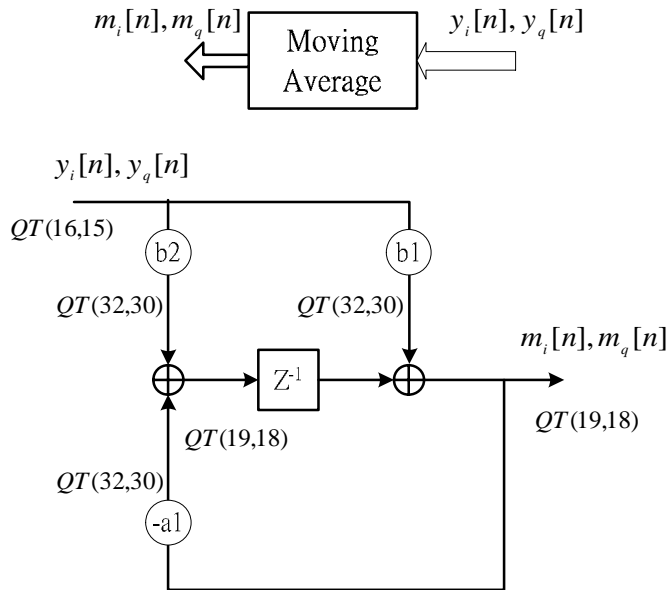 m_i[n], m_q[n]
Moving
Average
y_i[n], y_q[n]
y_i[n], y_q[n]
QT(16,15)
b2
b1
QT(32,30)
QT(32,30)
m_i[n], m_q[n]
Z^-1
QT(19,18)
QT(19,18)
QT(32,30)
-a1